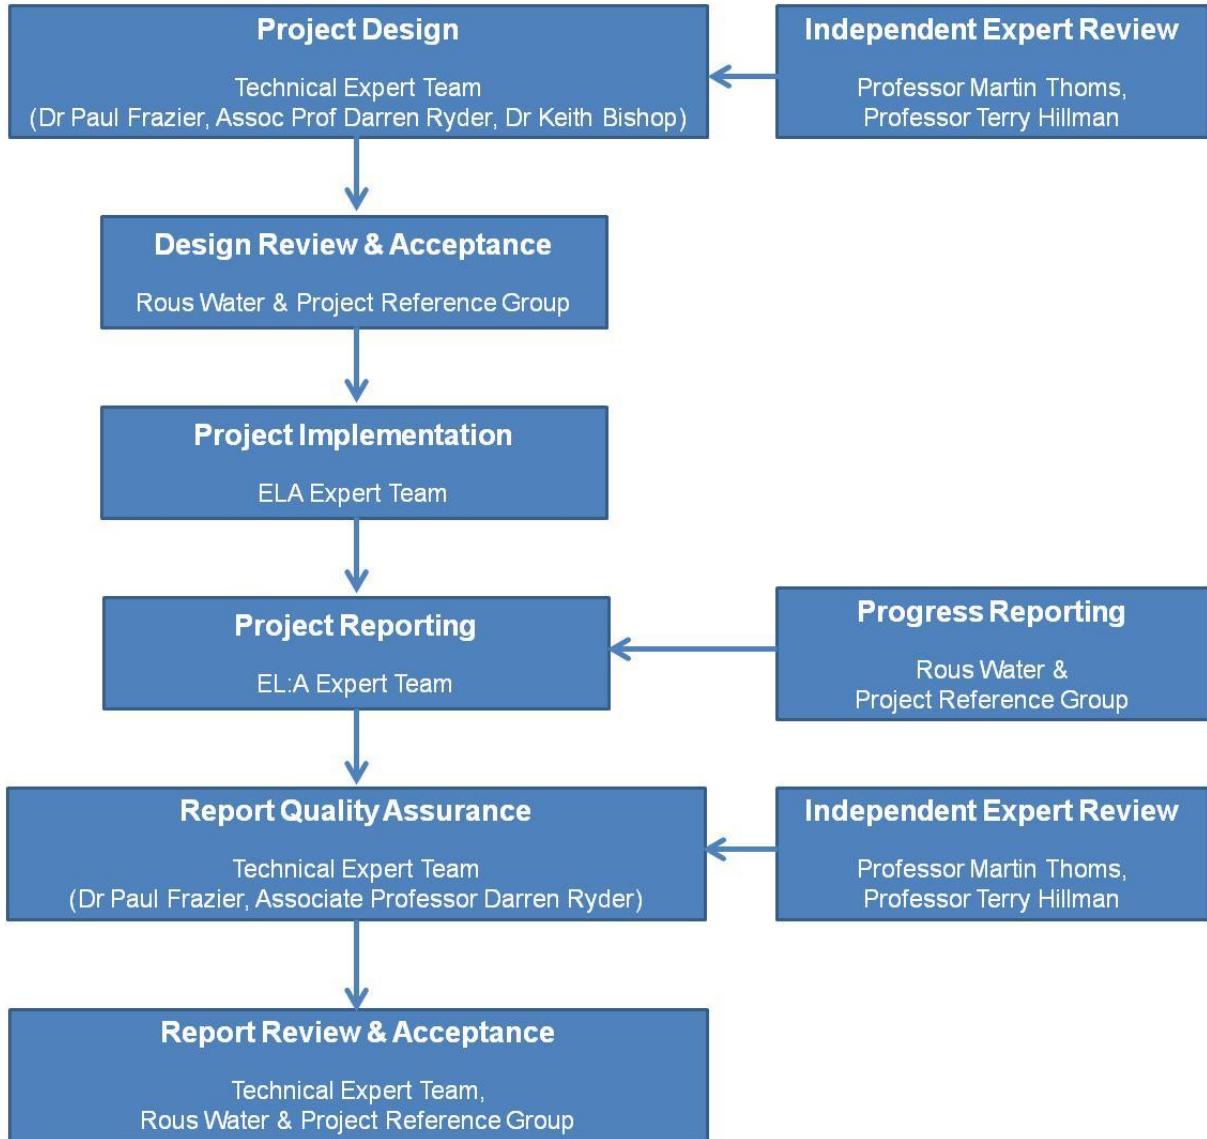 Project Design
Technical Expert Team
(Dr Paul Frazier, Assoc Prof Darren Ryder, Dr Keith Bishop)
Independent Expert Review
Professor Martin Thoms,
Professor Terry Hillman
Design Review & Acceptance
Rous Water & Project Reference Group
Project Implementation
ELA Expert Team
Project Reporting
EL:A Expert Team
Progress Reporting
Rous Water &
Project Reference Group
Report Quality Assurance
Technical Expert Team
(Dr Paul Frazier, Associate Professor Darren Ryder)
Independent Expert Review
Professor Martin Thoms,
Professor Terry Hillman
Report Review & Acceptance
Technical Expert Team,
Rous Water & Project Reference Group